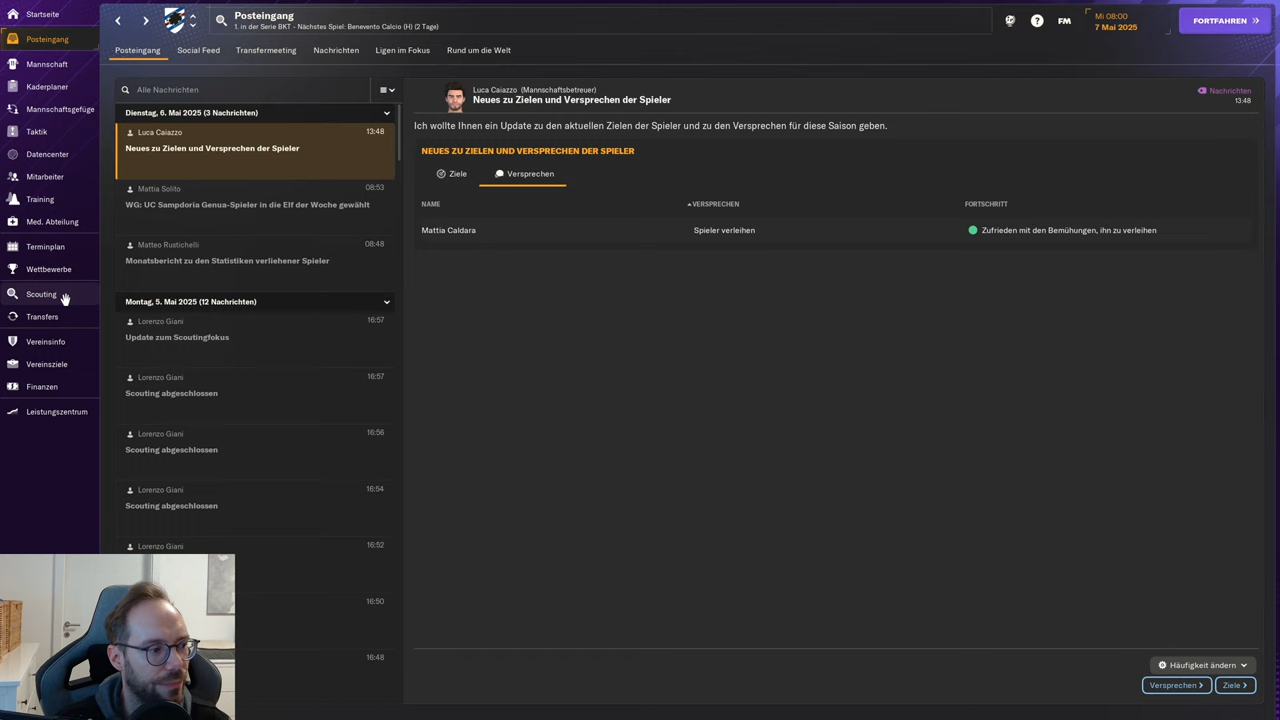 Startseite
Posteingang
Mannschaft
Kaderplaner
Mannschaftsgefüge
Taktik
Datencenter
Mitarbeiter
Training
Med. Abteilung
Terminplan
Wettbewerbe
Scouting
Transfers
Vereinsinfo
Vereinsziele
Finanzen
Leistungszentrum
Posteingang
1. in der Serie BKT - Nächstes Spiel: Benevento Calcio (H) (2 Tage)
FM
Mi 08:00
7 Mai 2025
FORTFAHREN
Posteingang
Social Feed
Transfermeeting
Nachrichten
Ligen im Fokus
Rund um die Welt
Alle Nachrichten
Dienstag, 6. Mai 2025 (3 Nachrichten)
Luca Caiazzo 13:48
Neues zu Zielen und Versprechen der Spieler
Mattia Solito 08:53
WG: UC Sampdoria Genua-Spieler in die Elf der Woche gewählt
Matteo Rustichelli 08:48
Monatsbericht zu den Statistiken verliehener Spieler
Montag, 5. Mai 2025 (12 Nachrichten)
Lorenzo Giani 16:57
Update zum Scoutingfokus
Lorenzo Giani 16:57
Scouting abgeschlossen
Lorenzo Giani 16:56
Scouting abgeschlossen
Lorenzo Giani 16:54
Scouting abgeschlossen
Lorenzo Giani 16:52
16:50
16:48
Luca Caiazzo (Mannschaftsbetreuer)
Neues zu Zielen und Versprechen der Spieler
Nachrichten
13:48
Ich wollte Ihnen ein Update zu den aktuellen Zielen der Spieler und zu den Versprechen für diese Saison geben.
NEUES ZU ZIELEN UND VERSPRECHEN DER SPIELER
Ziele
Versprechen
NAME VERSPRECHEN FORTSCHRITT
Mattia Caldara Spieler verleihen Zufrieden mit den Bemühungen, ihn zu verleihen
Häufigkeit ändern
Versprechen
Ziele